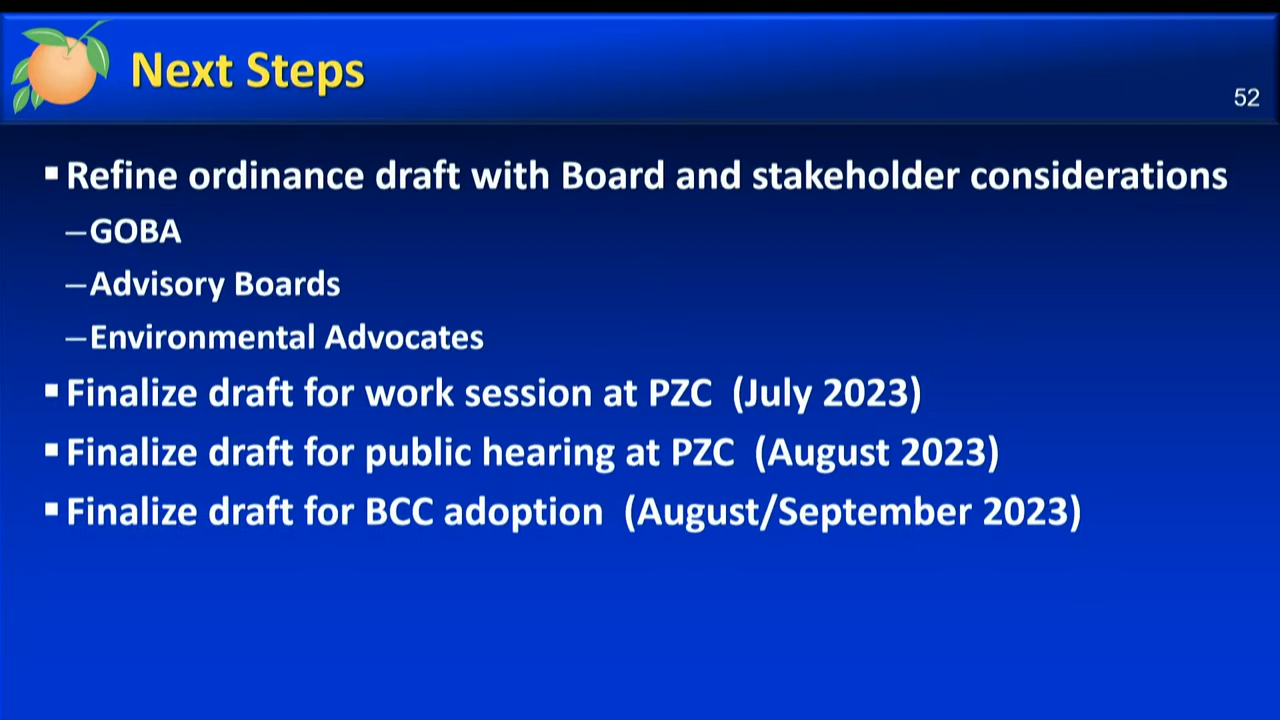 Next Steps
52
▪ Refine ordinance draft with Board and stakeholder considerations
–GOBA
–Advisory Boards
–Environmental Advocates
▪ Finalize draft for work session at PZC (July 2023)
▪ Finalize draft for public hearing at PZC (August 2023)
▪ Finalize draft for BCC adoption (August/September 2023)